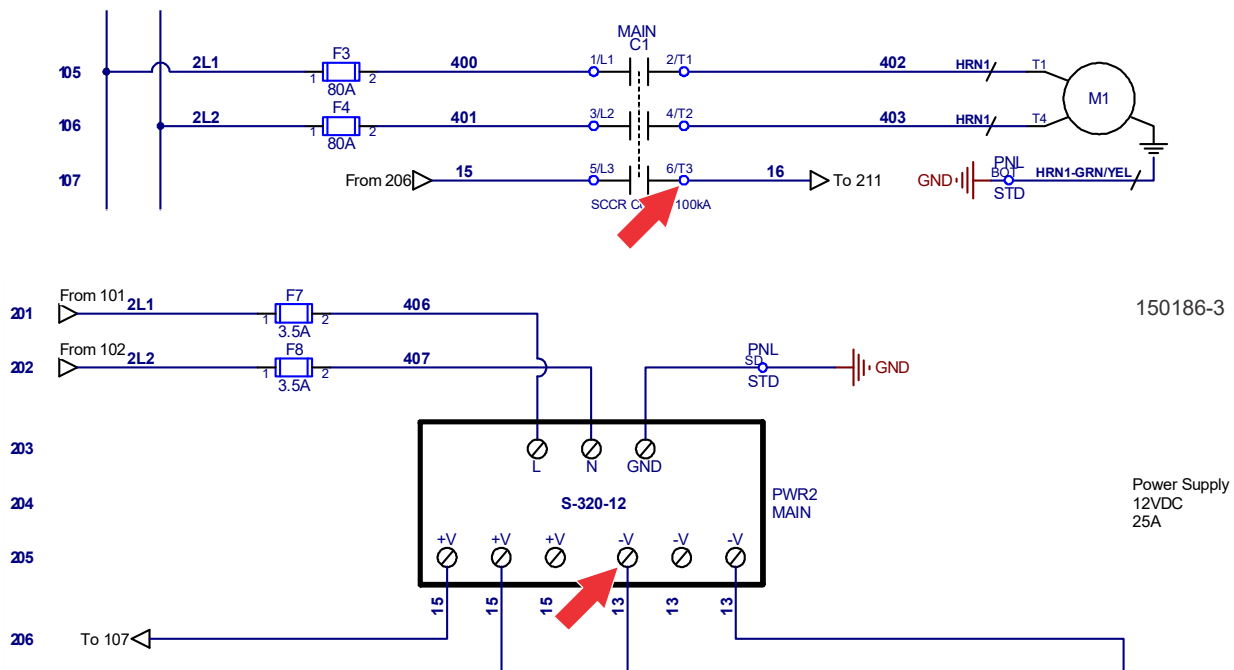 MAIN
C1
105
2L1
F3
1
2
80A
400
1/L1
2/T1
402
HRN1
T1
M1
106
2L2
F4
1
2
80A
401
3/L2
4/T2
403
HRN1
T4
107
From 206
15
5/L3
6/T3
16
To 211
GND
PNL
BOT
STD
HRN1-GRN/YEL
SCCR
100kA
201
From 101
2L1
F7
1
2
3.5A
406
150186-3
202
From 102
2L2
F8
1
2
3.5A
407
PNL
SD
STD
GND
203
L
N
GND
204
S-320-12
PWR2
MAIN
Power Supply
12VDC
25A
205
+V
+V
+V
-V
-V
-V
15
15
15
13
13
13
206
To 107